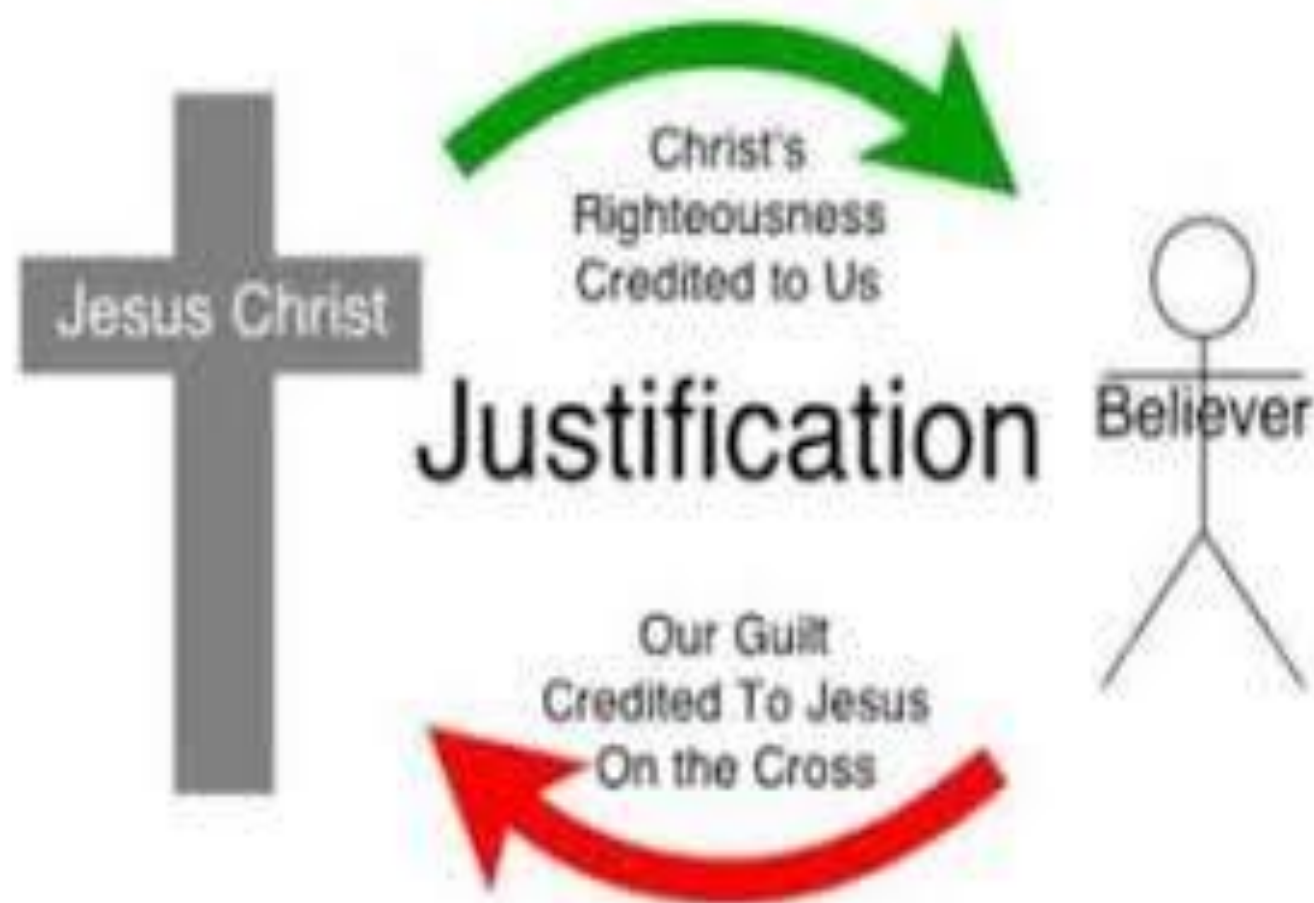 Christ's
Righteousness
Credited to Us
Jesus Christ
Justification
Believer
Our Guilt
Credited To Jesus
On the Cross